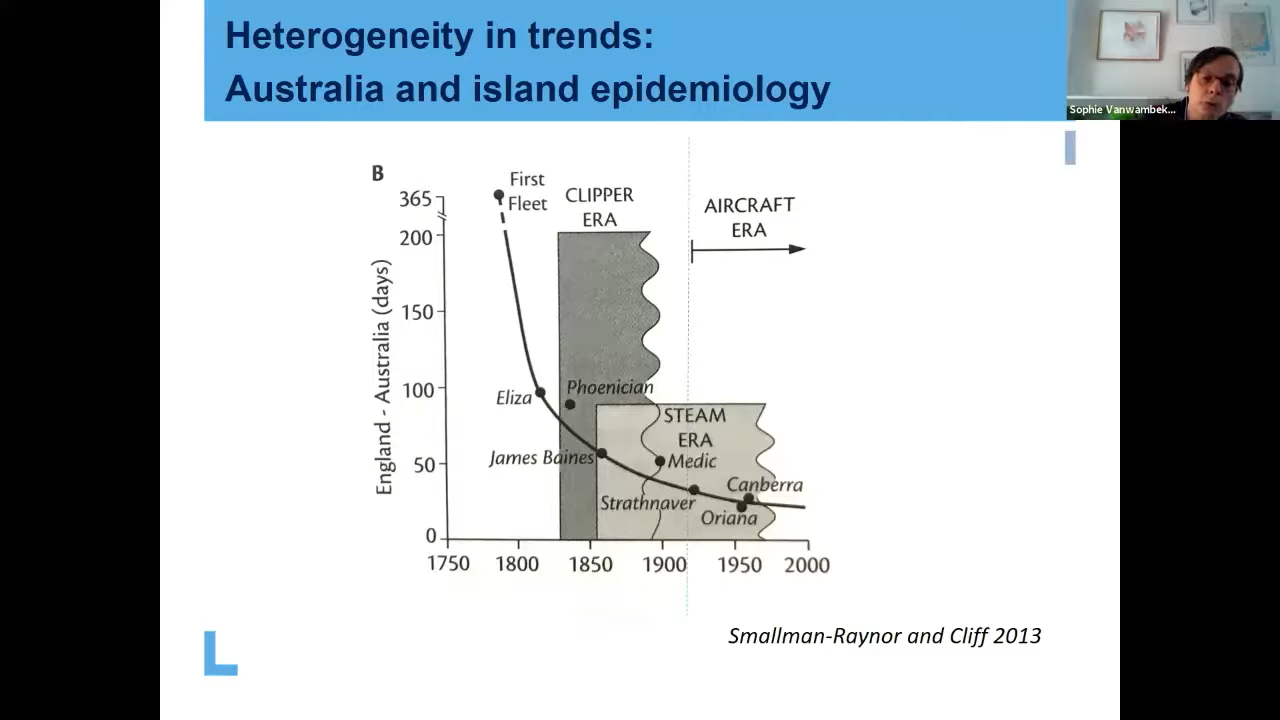 Heterogeneity in trends:
Australia and island epidemiology
Sophie Vanwambek...
B
First
Fleet
CLIPPER
ERA
AIRCRAFT
ERA
365
200
150
100
50
0
England - Australia (days)
Eliza
Phoenician
STEAM
ERA
James Baines
Medic
Strathnaver
Canberra
Oriana
1750 1800 1850 1900 1950 2000
Smallman-Raynor and Cliff 2013